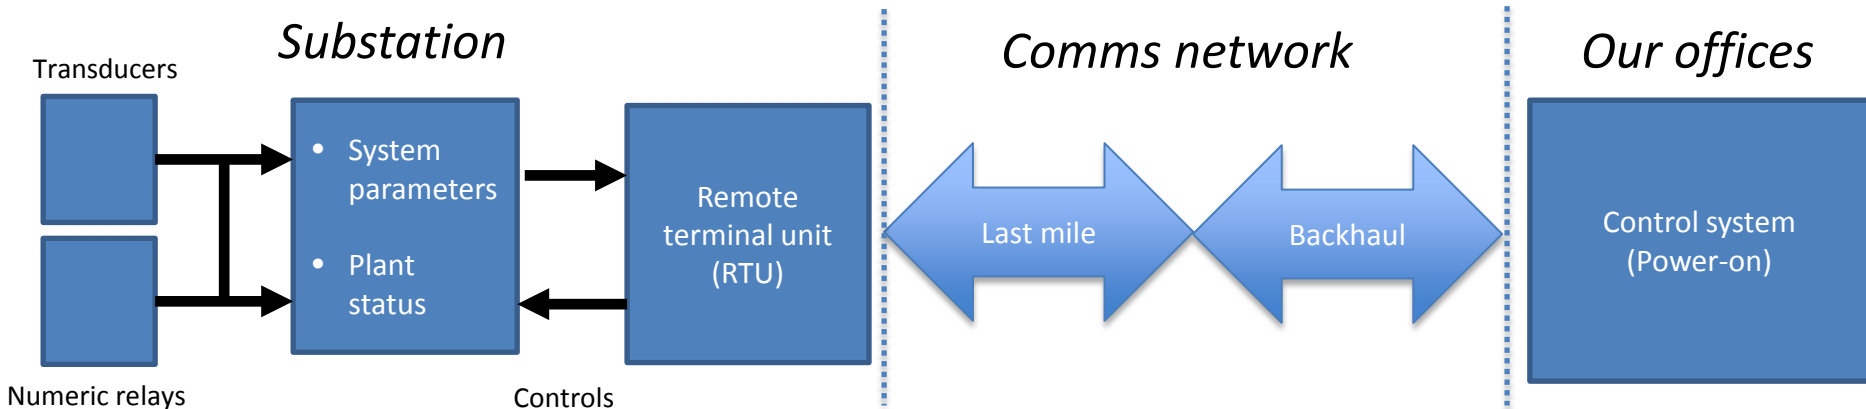 Substation
Comms network
Our offices
Transducers
• System
parameters
• Plant
status
Remote
terminal unit
(RTU)
Last mile
Backhaul
Control system
(Power-on)
Numeric relays
Controls